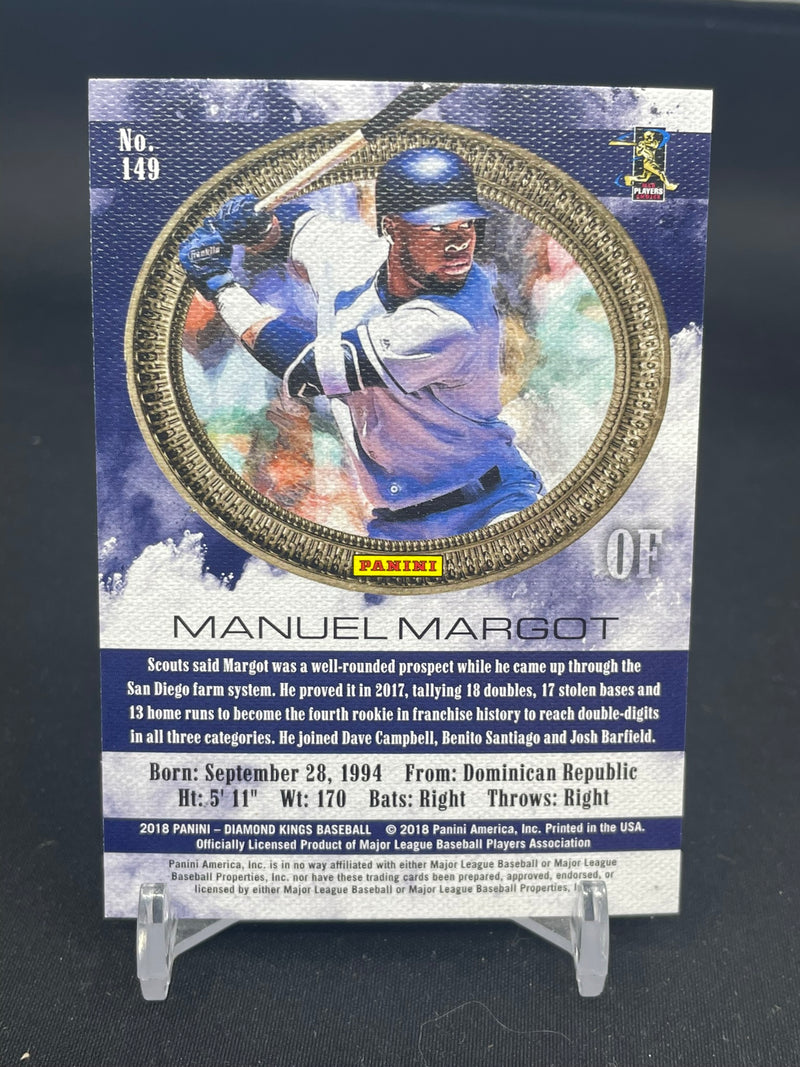 No.
149
PLAYERS
Franklin
PANINI
OF
MANUEL MARGOT
Scouts said Margot was a well-rounded prospect while he came up through the
San Diego farm system. He proved it in 2017, tallying 18 doubles, 17 stolen bases and
13 home runs to become the fourth rookie in franchise history to reach double-digits
in all three categories. He joined Dave Campbell, Benito Santiago and Josh Barfield.
Born: September 28, 1994 From: Dominican Republic
Ht: 5' 11" Wt: 170 Bats: Right Throws: Right
2018 PANINI – DIAMOND KINGS BASEBALL © 2018 Panini America, Inc. Printed in the USA.
Officially Licensed Product of Major League Baseball Players Association
Panini America, Inc. is in no way affiliated with either Major League Baseball or Major League
Baseball Properties, Inc. nor have these trading cards been prepared, approved, endorsed, or
licensed by either Major League Baseball or Major League Baseball Properties,